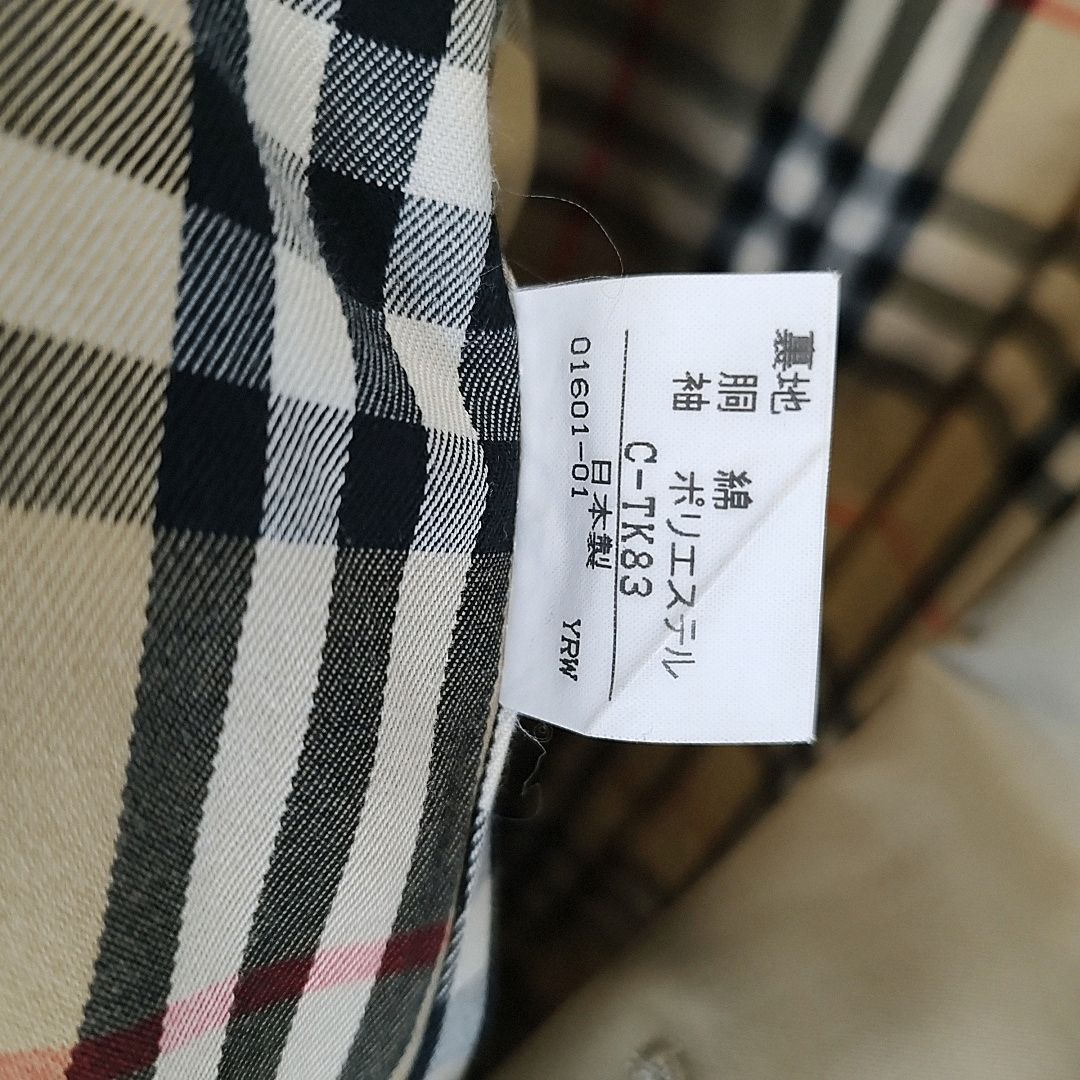 裏地
胴 綿
袖 ポリエステル
C-TK83
日本製
01601-01 YRW